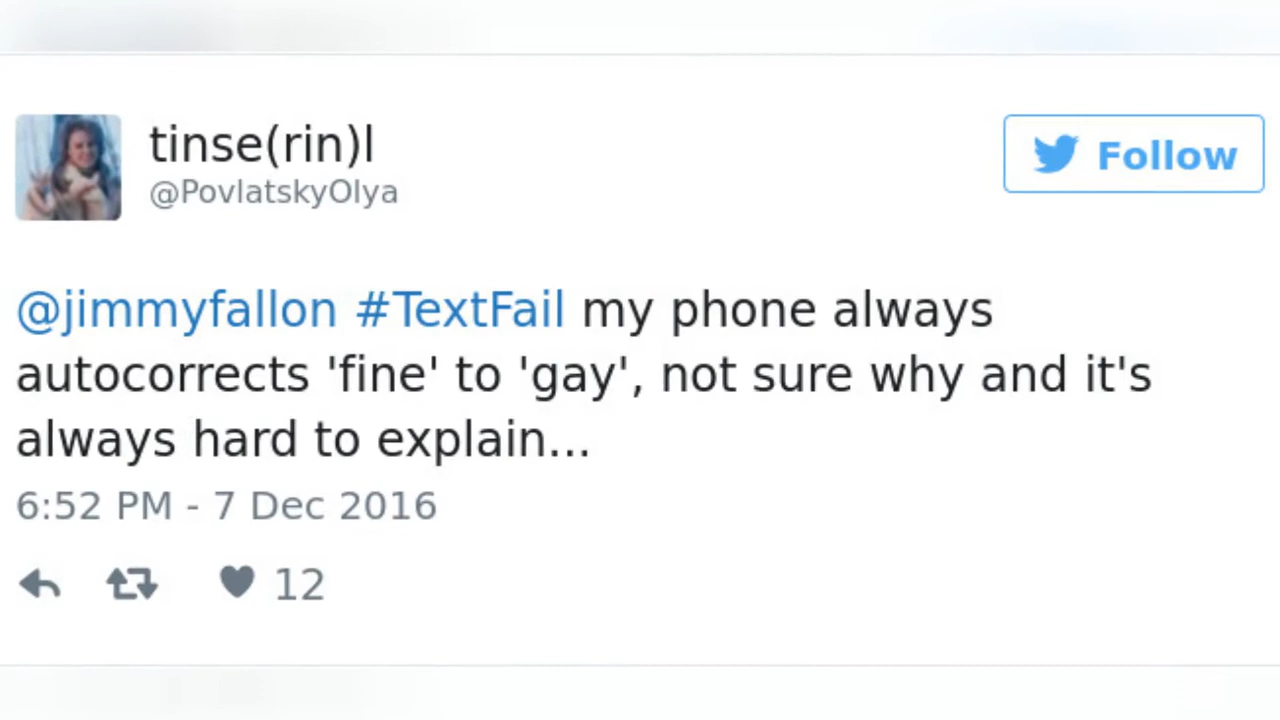 tinse(rin)l
@PovlatskyOlya
Follow
@jimmyfallon #TextFail my phone always
autocorrects 'fine' to 'gay', not sure why and it's
always hard to explain...
6:52 PM - 7 Dec 2016
12